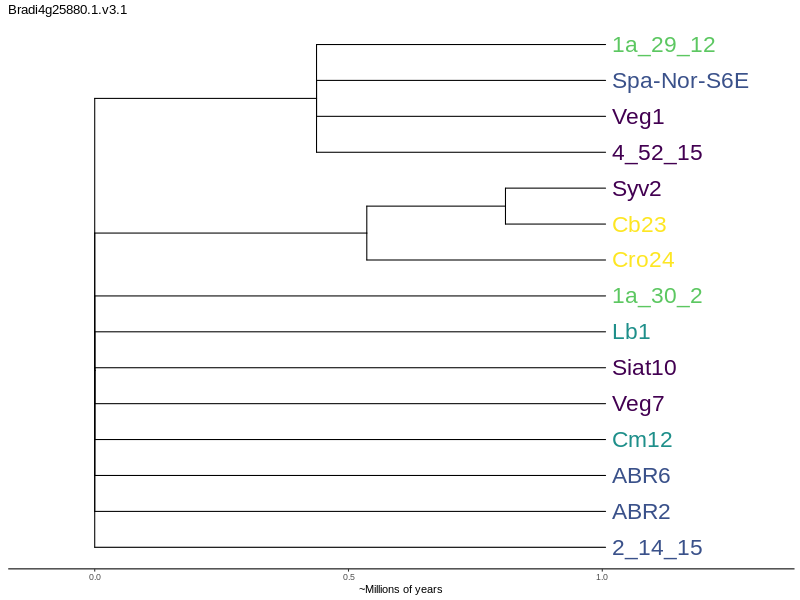 Bradi4g25880.1.v3.1
1a_29_12
Spa-Nor-S6E
Veg1
4_52_15
Syv2
Cb23
Cro24
1a_30_2
Lb1
Siat10
Veg7
Cm12
ABR6
ABR2
2_14_15
0.0 0.5 1.0
~Millions of years